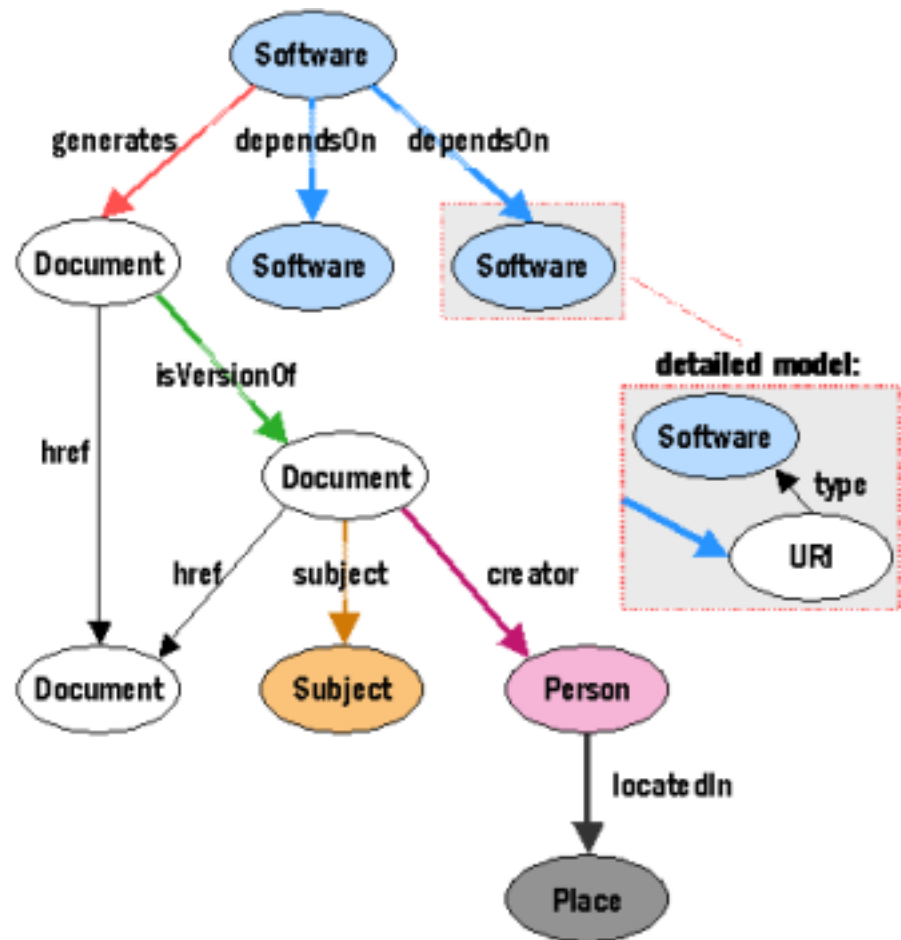 Software
generates
dependsOn
dependsOn
Document
Software
Software
isVersionOf
detailed model:
Software
href
Document
type
URI
href
subject
creator
Document
Subject
Person
locatedIn
Place